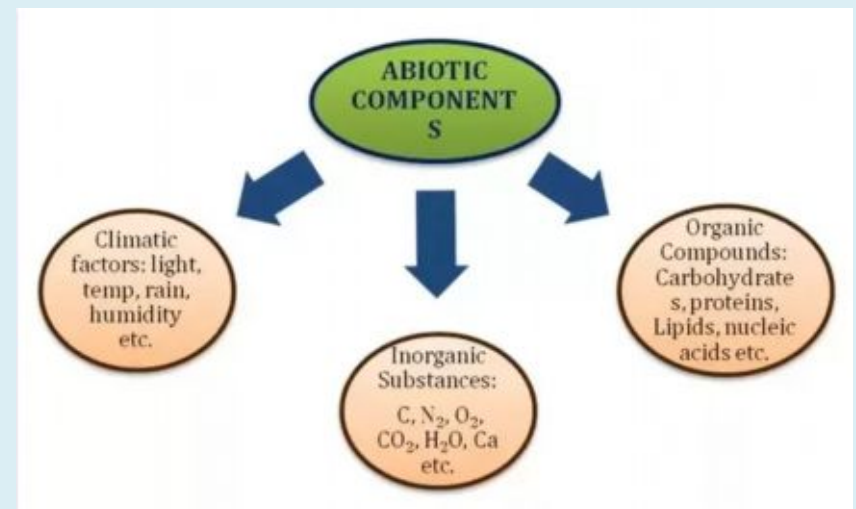 ABIOTIC
COMPONENT
S
Climatic
factors: light,
temp, rain,
humidity
etc.
Inorganic
Substances:
C, N₂, O₂,
CO₂, H₂O, Ca
etc.
Organic
Compounds:
Carbohydrate
s, proteins,
Lipids, nucleic
acids etc.